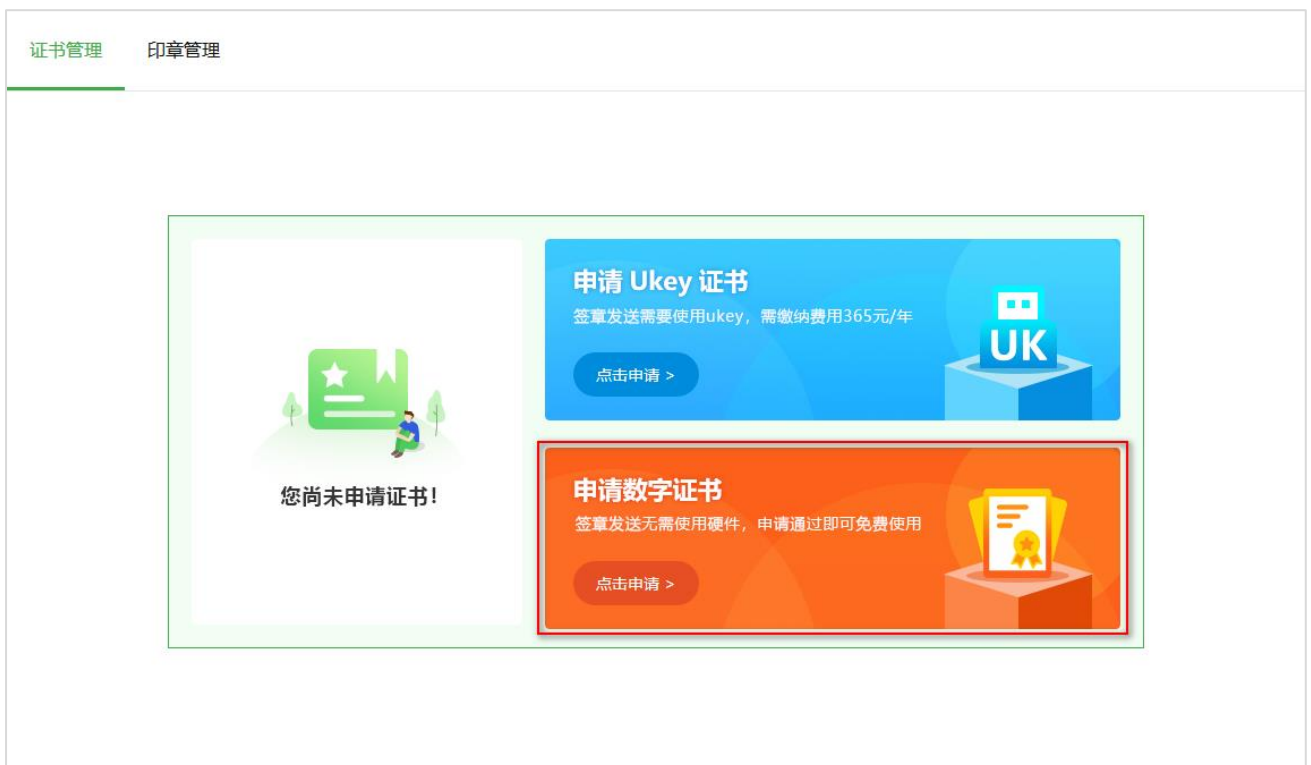 证书管理
印章管理
申请 Ukey 证书
签章发送需要使用ukey，需缴纳费用365元/年
UK
点击申请 >
您尚未申请证书！
申请数字证书
签章发送无需使用硬件，申请通过即可免费使用
点击申请 >